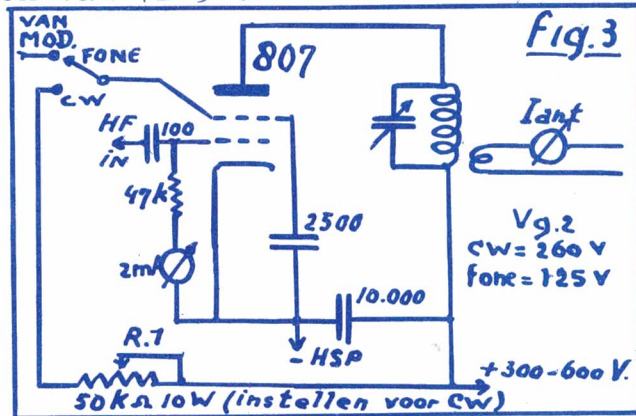 VAN
MOD.
FONE
CW
807
Fig.3
HF
IN
100
47k
2mA
2500
10.000
Iant
Vg.2
CW = 260 V
fone = 125 V
- HSP
R.1
+300-600 V.
50kΩ 10W (instellen voor CW)